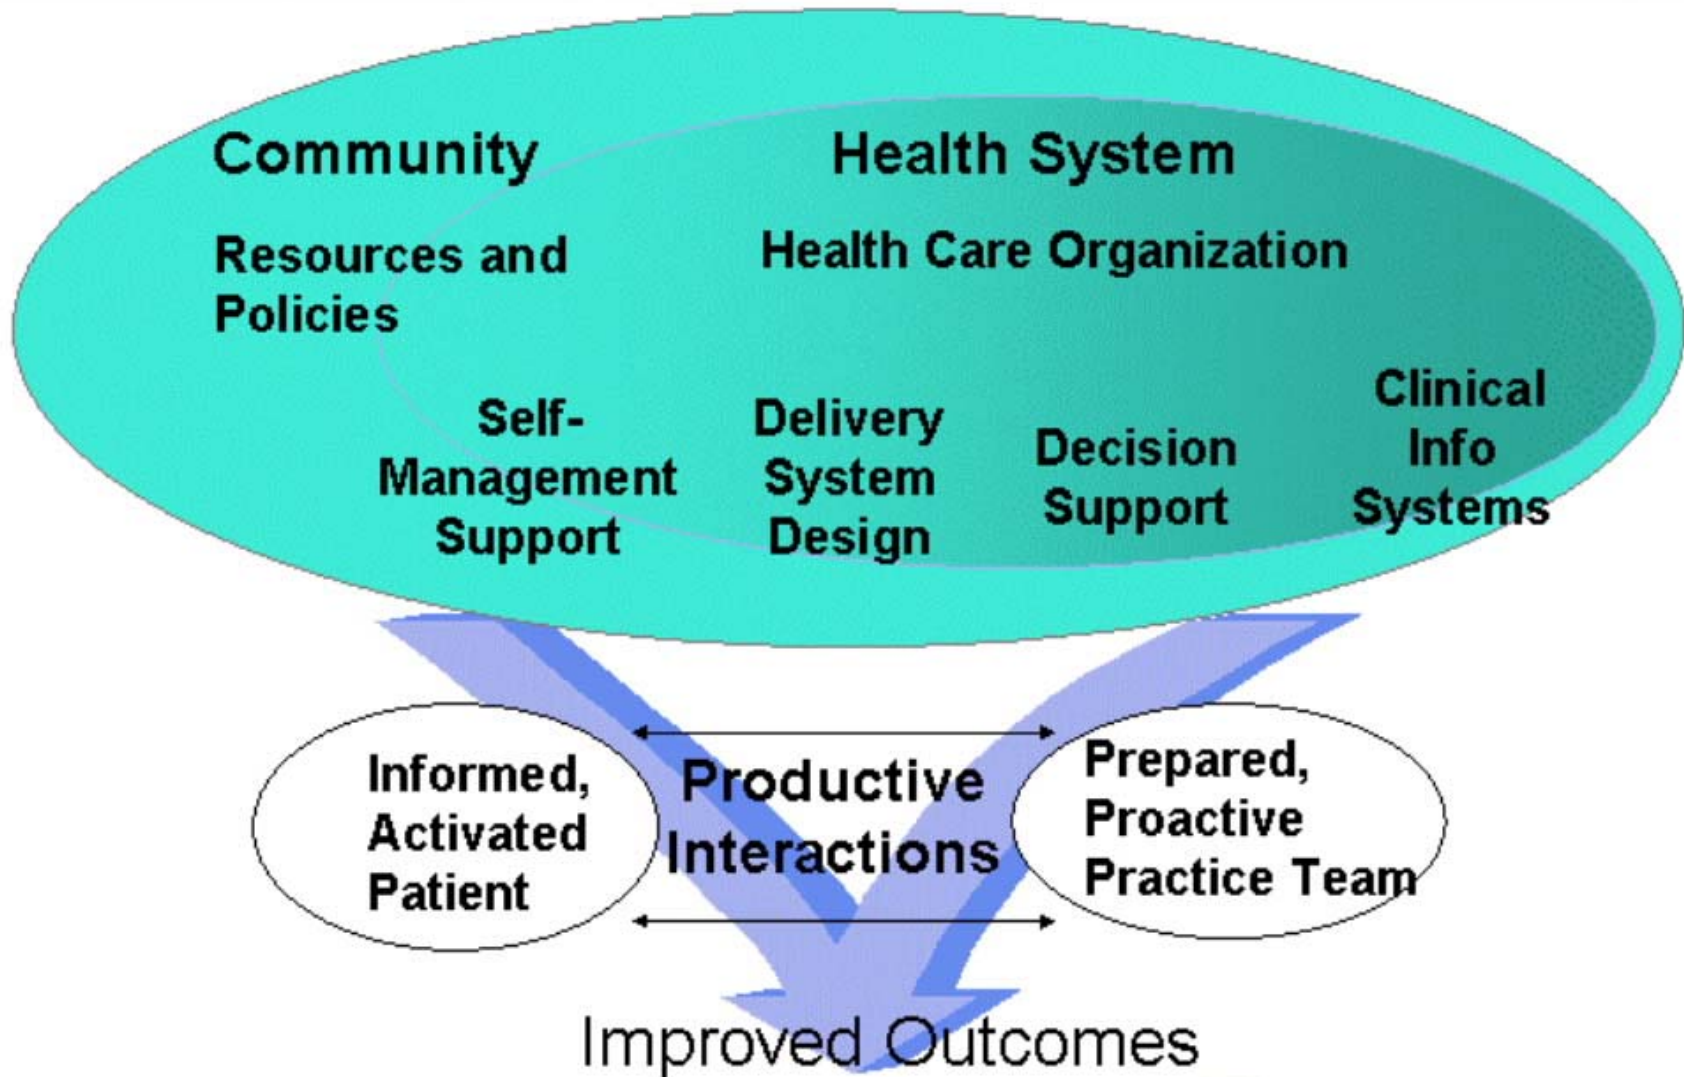 Community
Health System
Resources and
Policies
Health Care Organization
Self-
Management
Support
Delivery
System
Design
Decision
Support
Clinical
Info
Systems
Informed,
Activated
Patient
Productive
Interactions
Prepared,
Proactive
Practice Team
Improved Outcomes